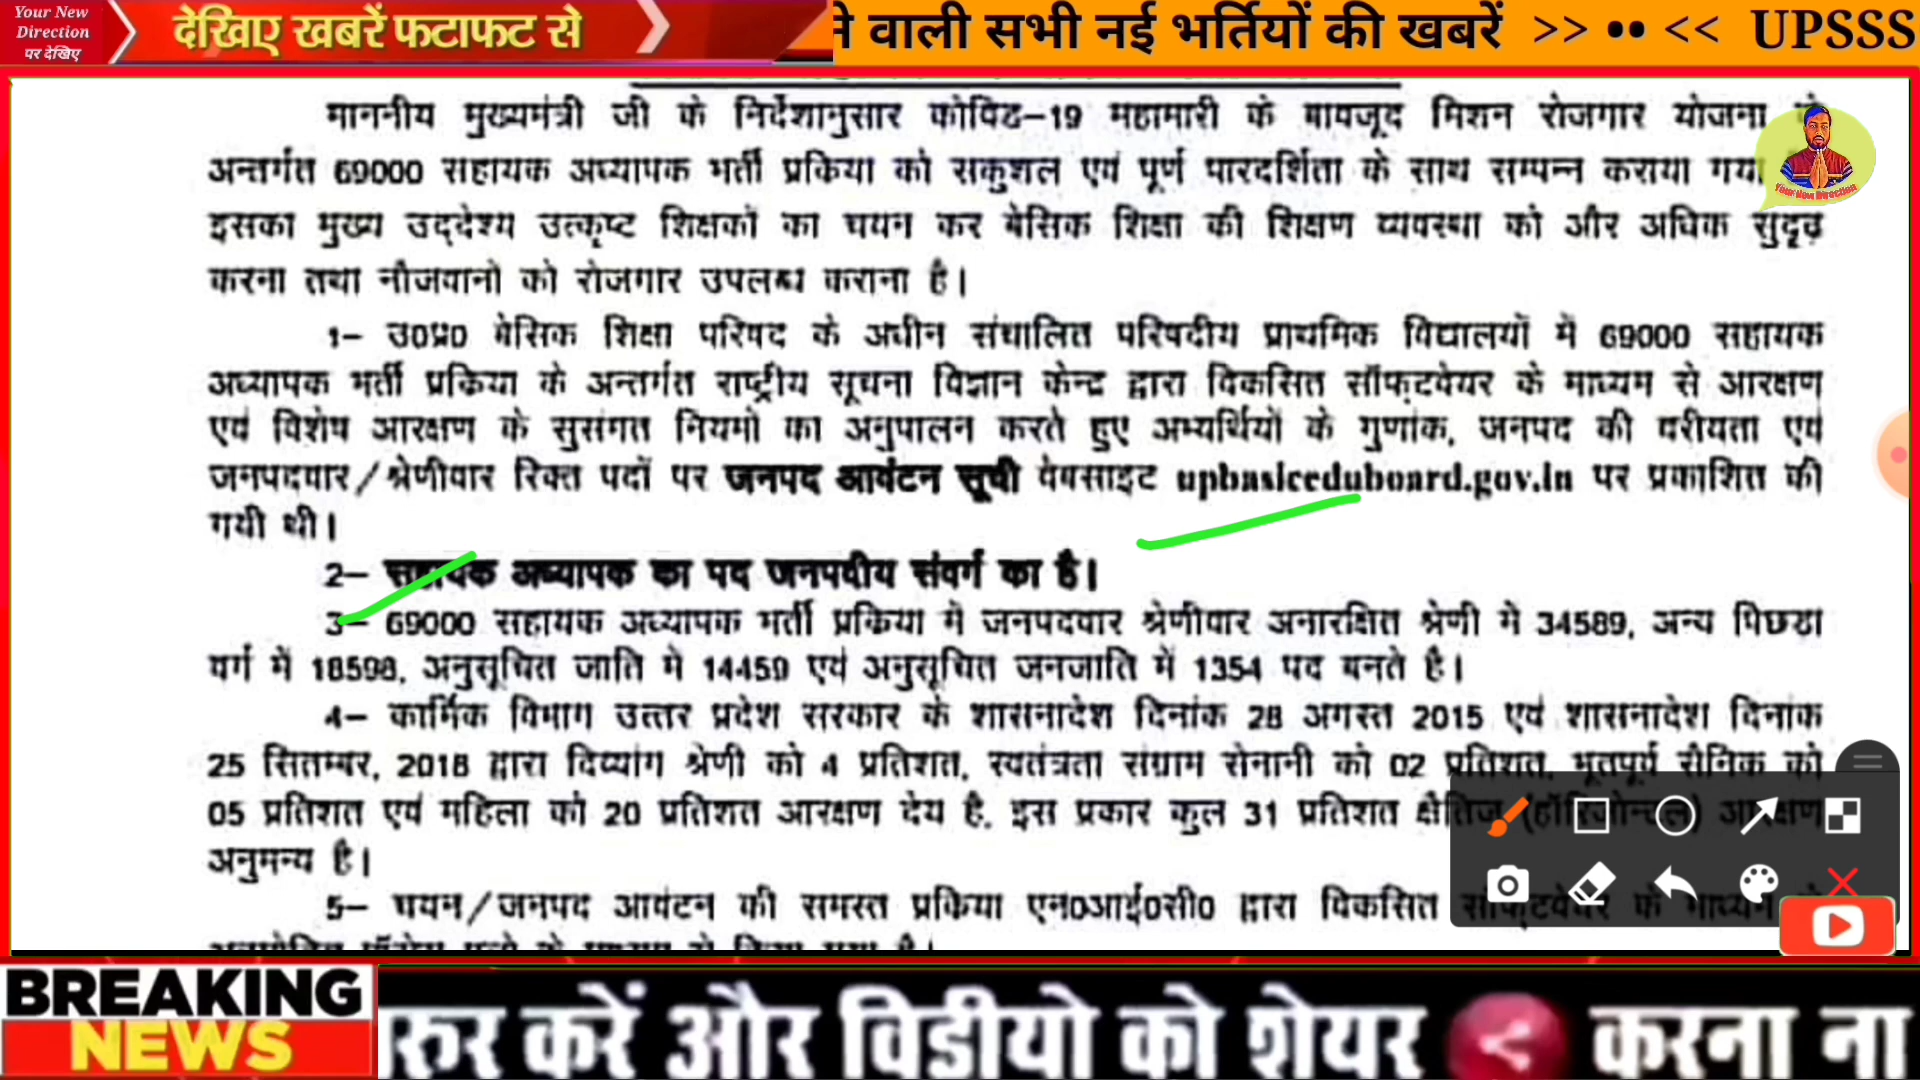 Your New
Direction
पर देखिए
देखिए खबरें फटाफट से
ने वाली सभी नई भर्तियों की खबरें >> •• << UPSSS
माननीय मुख्यमंत्री जी के निर्देशानुसार कोविड–19 महामारी के बावजूद मिशन रोजगार योजना के
Your New Direction
अन्तर्गत 69000 सहायक अध्यापक भर्ती प्रकिया को सकुशल एवं पूर्ण पारदर्शिता के साथ सम्पन्न कराया गया
इसका मुख्य उद्देश्य उत्कृष्ट शिक्षकों का चयन कर बेसिक शिक्षा की शिक्षण व्यवस्था को और अधिक सुदृढ़
करना तथा नौजवानो को रोजगार उपलब्ध कराना है।
1– उ0प्र0 बेसिक शिक्षा परिषद के अधीन संचालित परिषदीय प्राथमिक विद्यालयों में 69000 सहायक
अध्यापक भर्ती प्रकिया के अन्तर्गत राष्ट्रीय सूचना विज्ञान केन्द्र द्वारा विकसित सॉफ्टवेयर के माध्यम से आरक्षण
एवं विशेष आरक्षण के सुसंगत नियमो का अनुपालन करते हुए अभ्यर्थियों के गुणांक, जनपद की वरीयता एवं
जनपदवार/श्रेणीवार रिक्त पदों पर जनपद आवंटन सूची वेबसाइट upbasiceduboard.gov.in पर प्रकाशित की
गयी थी।
2– सहायक अध्यापक का पद जनपदीय संवर्ग का है।
3– 69000 सहायक अध्यापक भर्ती प्रकिया मे जनपदवार श्रेणीवार अनारक्षित श्रेणी मे 34589, अन्य पिछडा
वर्ग में 18598, अनुसूचित जाति मे 14459 एवं अनुसूचित जनजाति में 1354 पद बनते है।
4– कार्मिक विभाग उत्तर प्रदेश सरकार के शासनादेश दिनांक 28 अगस्त 2015 एवं शासनादेश दिनांक
25 सितम्बर, 2018 द्वारा दिव्यांग श्रेणी को 4 प्रतिशत, स्वतंत्रता संग्राम सेनानी को 02 प्रतिशत, भूतपूर्व सैनिक को
05 प्रतिशत एवं महिला को 20 प्रतिशत आरक्षण देय है, इस प्रकार कुल 31 प्रतिशत क्षैतिज (हॉरिजोन्टल) आरक्षण
अनुमन्य है।
5– चयन/जनपद आवंटन की समस्त प्रकिया एन0आई0सी0 द्वारा विकसित सॉफ्टवेयर के माध्यम
BREAKING
NEWS
रुर करें और विडीयो को शेयर करना ना